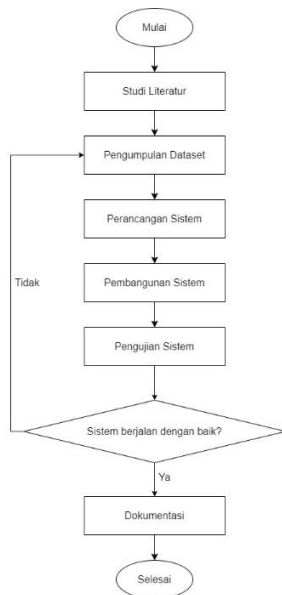 Mulai
Studi Literatur
Pengumpulan Dataset
Perancangan Sistem
Tidak
Pembangunan Sistem
Pengujian Sistem
Sistem berjalan dengan baik?
Ya
Dokumentasi
Selesai